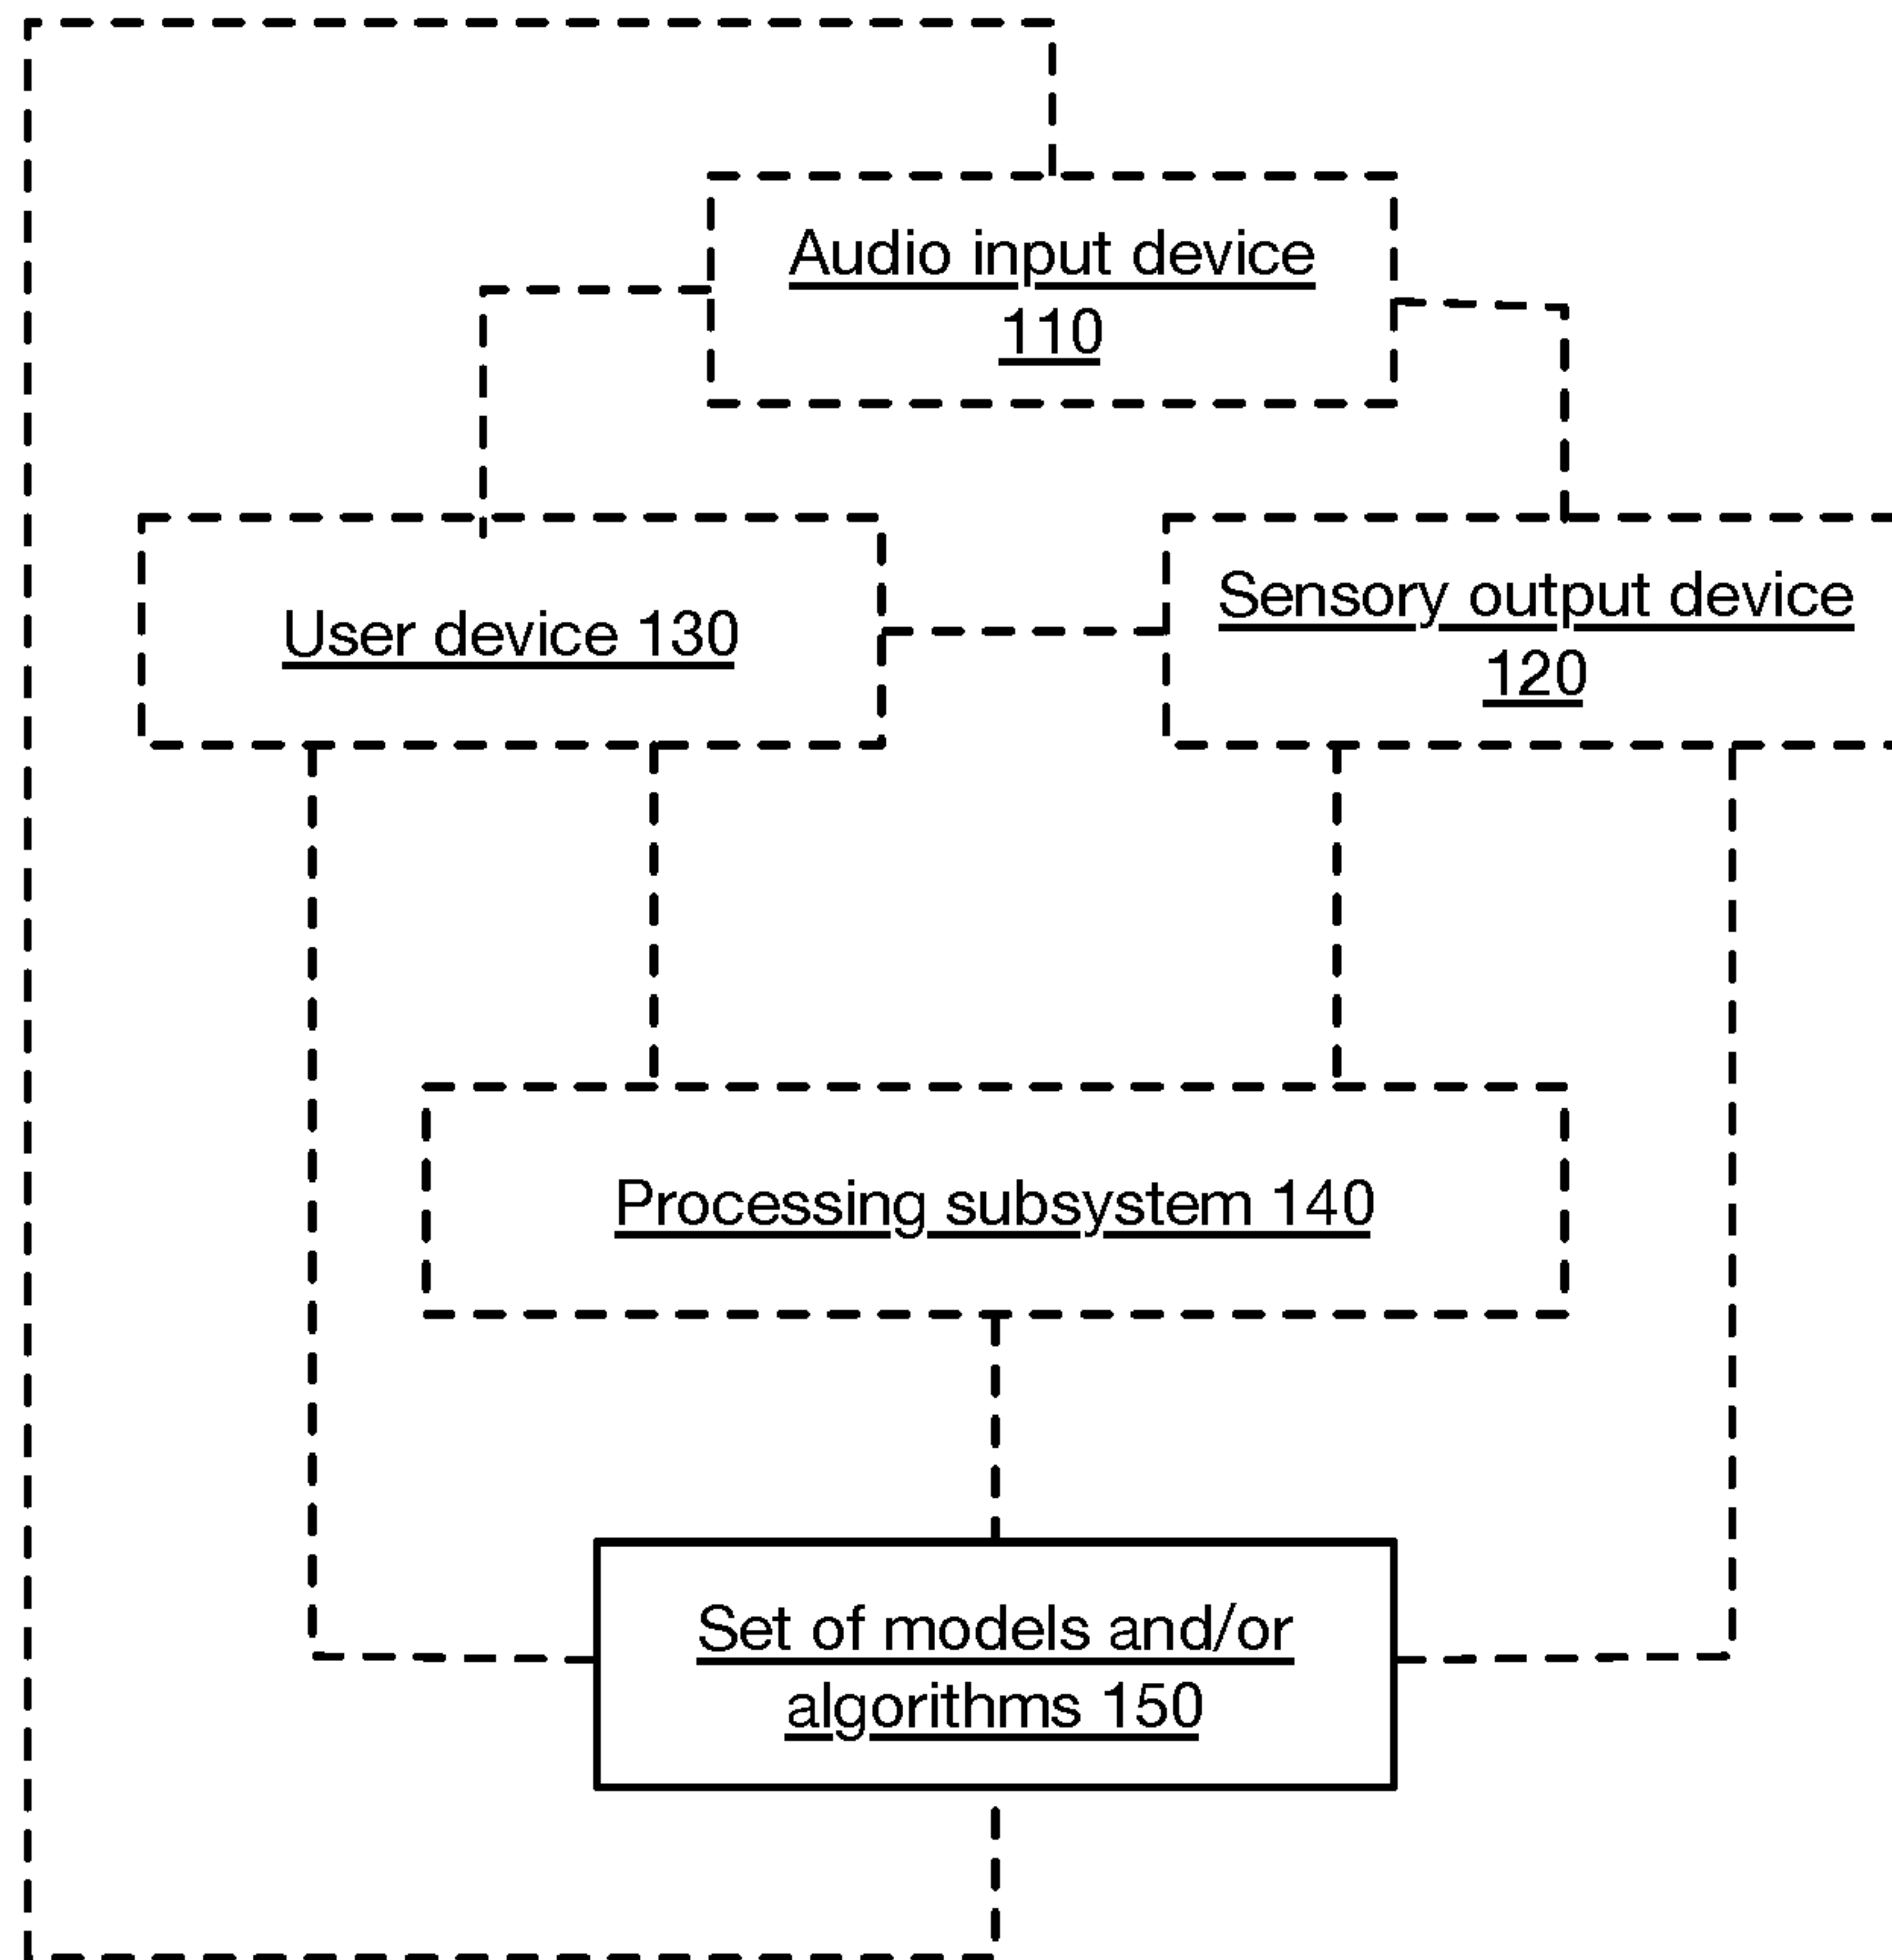 Audio input device
110
User device 130
Sensory output device
120
Processing subsystem 140
Set of models and/or
algorithms 150